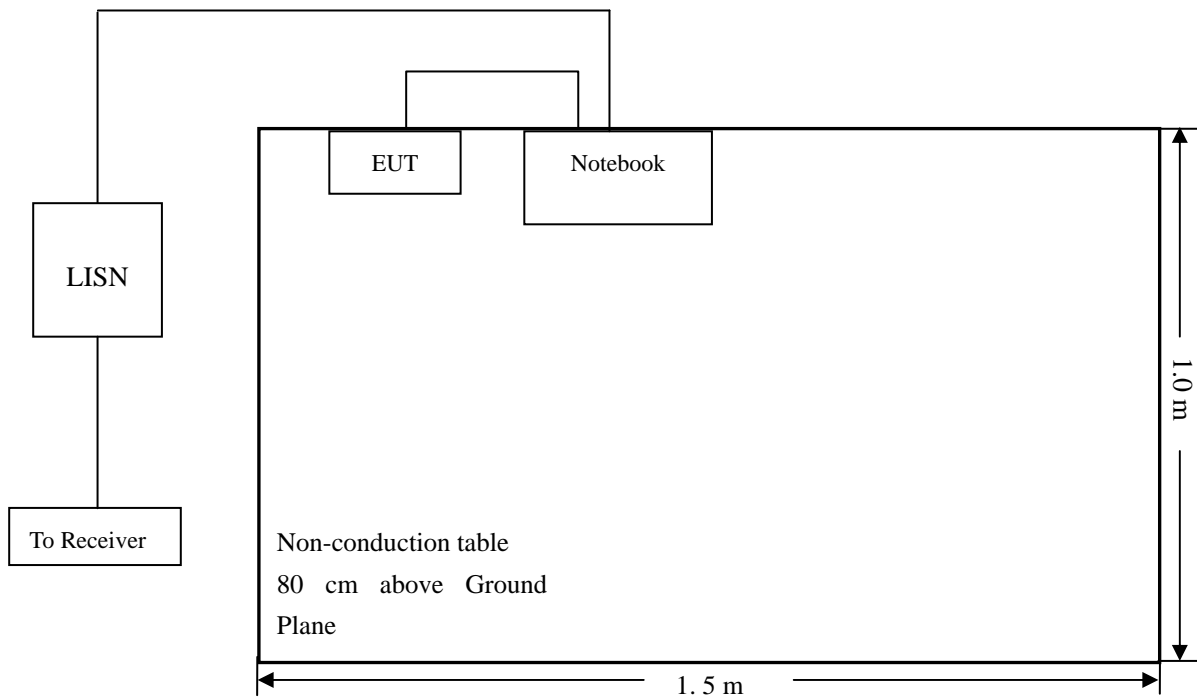 EUT
Notebook
LISN
1.0 m
To Receiver
Non-conduction table
80 cm above Ground
Plane
1. 5 m